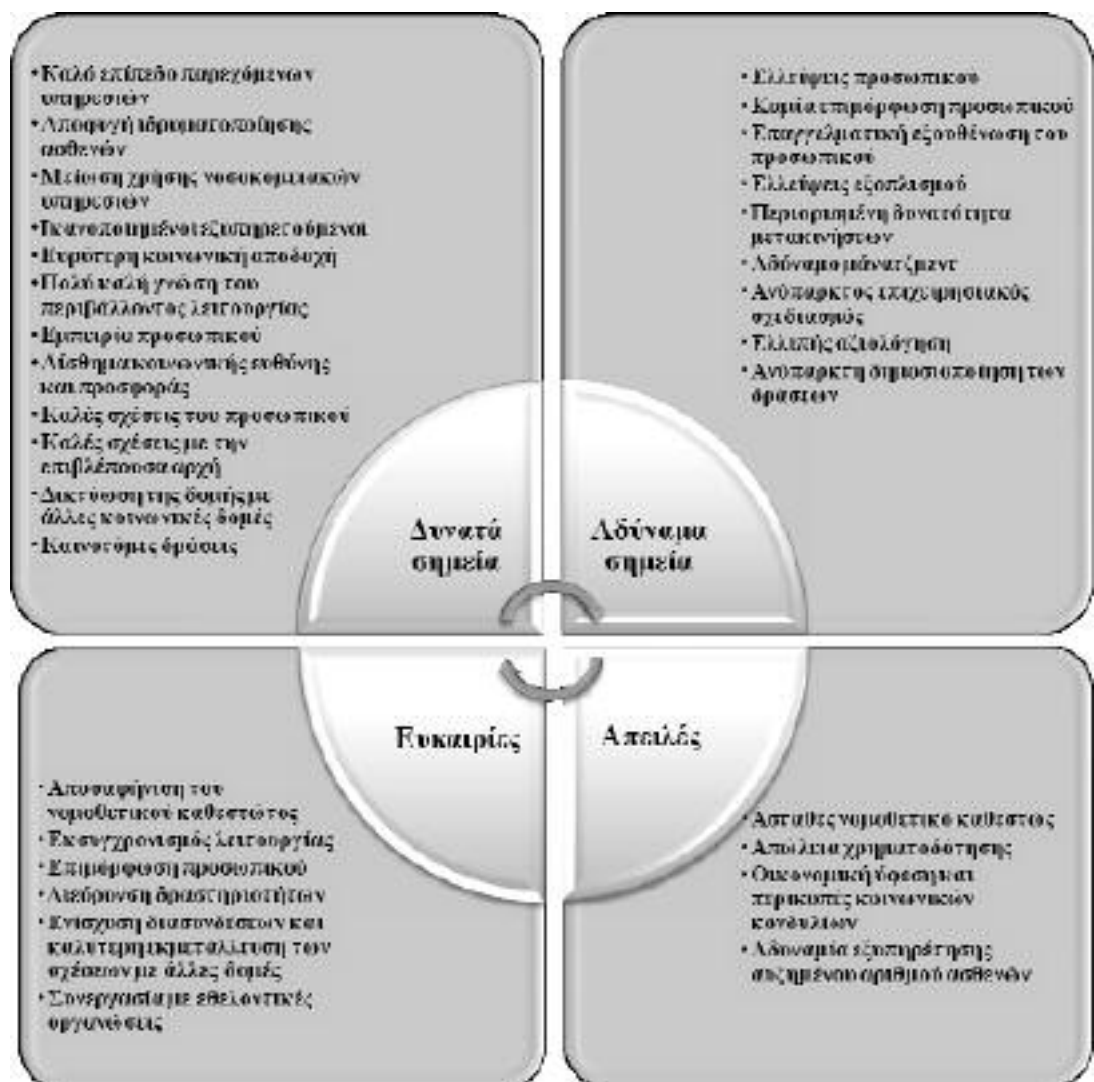 • Καλό επίπεδο παρεχόμενων
υπηρεσιών
• Αποφυγή ιδρυματοποίησης
ασθενών
• Μείωση χρήσης νοσοκομειακών
υπηρεσιών
• Ικανοποιημένοι εξυπηρετούμενοι
• Ευρύτερη κοινωνική αποδοχή
• Πολύ καλή γνώση του
περιβάλλοντος λειτουργίας
• Εμπειρία προσωπικού
• Αίσθημα κοινωνικής ευθύνης
και προσφοράς
• Καλές σχέσεις του προσωπικού
• Καλές σχέσεις με την
επιβλέπουσα αρχή
• Δικτύωση της δομής με
άλλες κοινωνικές δομές
• Καινοτόμες δράσεις
Δυνατά
σημεία
• Ελλείψεις προσωπικού
• Καμία επιμόρφωση προσωπικού
• Επαγγελματική εξουθένωση του
προσωπικού
• Ελλείψεις εξοπλισμού
• Περιορισμένη δυνατότητα
μετακινήσεων
• Αδύναμο μάνατζμεντ
• Ανύπαρκτος επιχειρησιακός
σχεδιασμός
• Ελλιπής αξιολόγηση
• Ανύπαρκτη δημοσιοποίηση των
δράσεων
Αδύναμα
σημεία
Ευκαιρίες
• Αποσαφήνιση του
νομοθετικού καθεστώτος
• Εκσυγχρονισμός λειτουργίας
• Επιμόρφωση προσωπικού
• Διεύρυνση δραστηριοτήτων
• Ενίσχυση διασυνδέσεων και
καλύτερη εκμετάλλευση των
σχέσεων με άλλες δομές
• Συνεργασία με εθελοντικές
οργανώσεις
Απειλές
• Ασταθές νομοθετικό καθεστώς
• Απώλεια χρηματοδότησης
• Οικονομική ύφεση και
περικοπές κοινωνικών
κονδυλίων
• Αδυναμία εξυπηρέτησης
αυξημένου αριθμού ασθενών